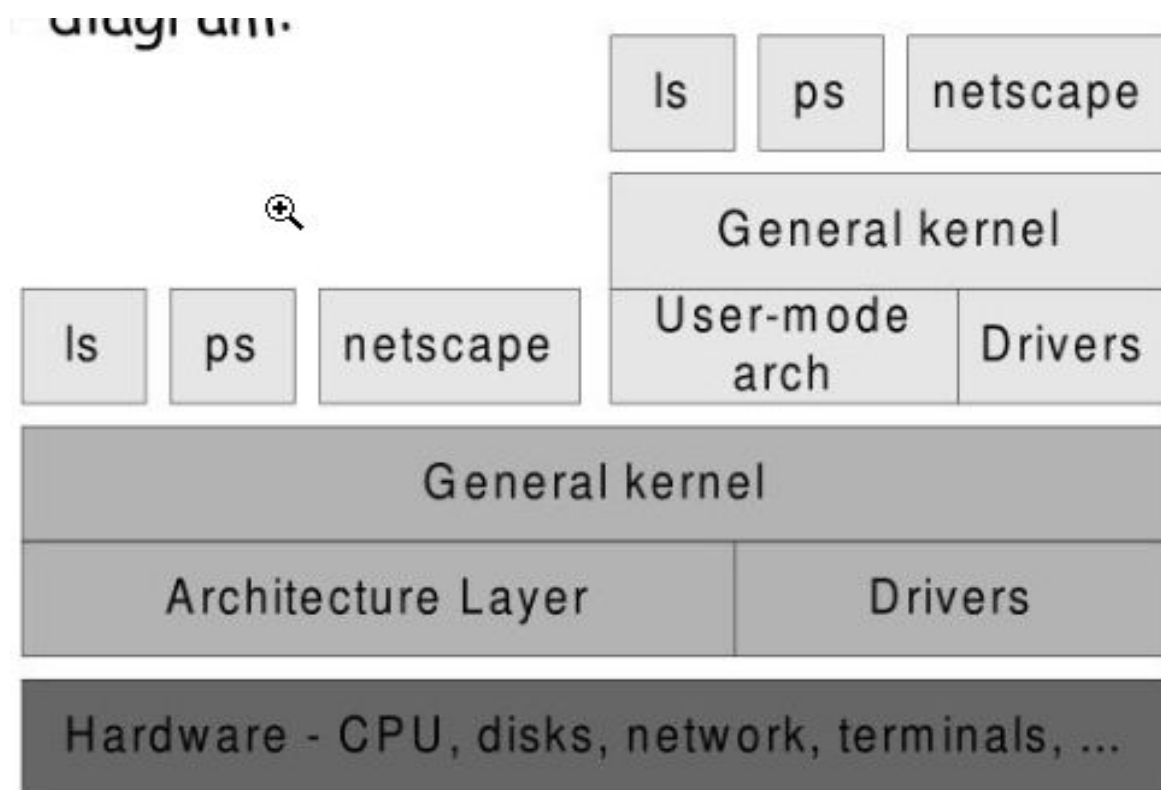 diagram.
ls ps netscape
General kernel
User-mode
arch
Drivers
ls ps netscape
General kernel
Architecture Layer Drivers
Hardware - CPU, disks, network, terminals, ...